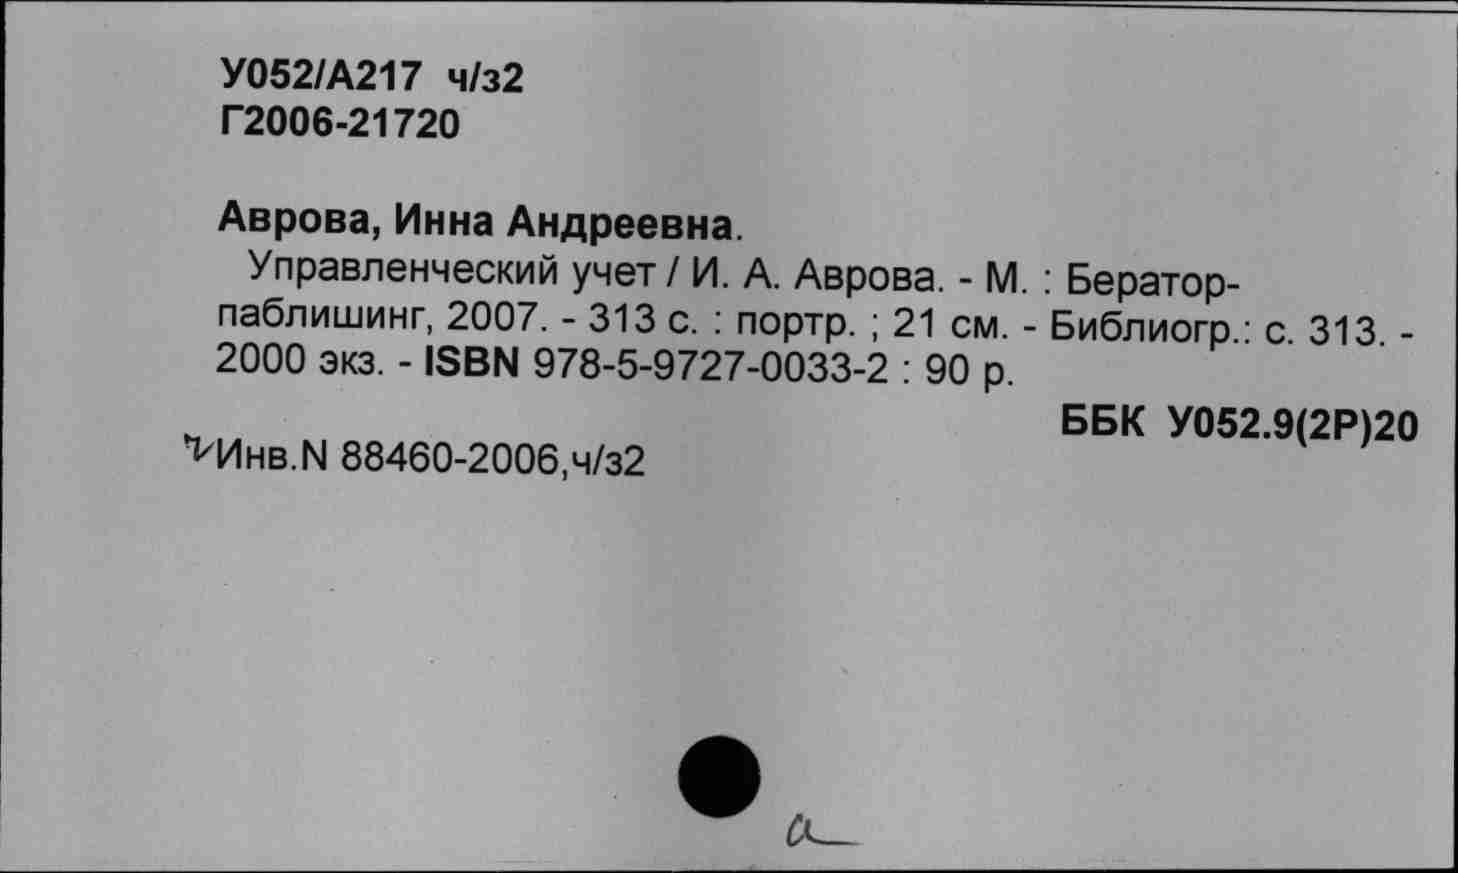 У052/А217 ч/з2
Г2006-21720
Аврова, Инна Андреевна.
Управленческий учет / И. А. Аврова. - М. : Бератор-
паблишинг, 2007. - 313 с. : портр. ; 21 см. - Библиогр.: с. 313. -
2000 экз. - ISBN 978-5-9727-0033-2 : 90 р.
ББК У052.9(2Р)20
Инв.N 88460-2006,ч/з2